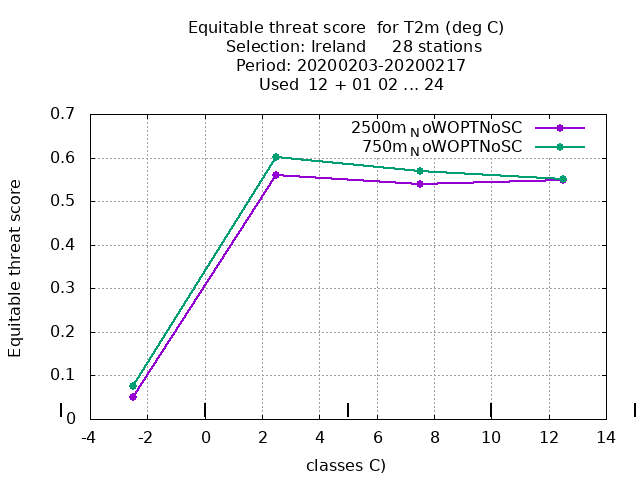 Equitable threat score  for T2m (deg C)
Selection: Ireland     28 stations
Period: 20200203-20200217
Used  12 + 01 02 ... 24
0.7
0.6
0.5
0.4
0.3
0.2
0.1
0
Equitable threat score
2500m_NoWOPTNoSC
750m_NoWOPTNoSC
-4 -2 0 2 4 6 8 10 12 14
classes C)